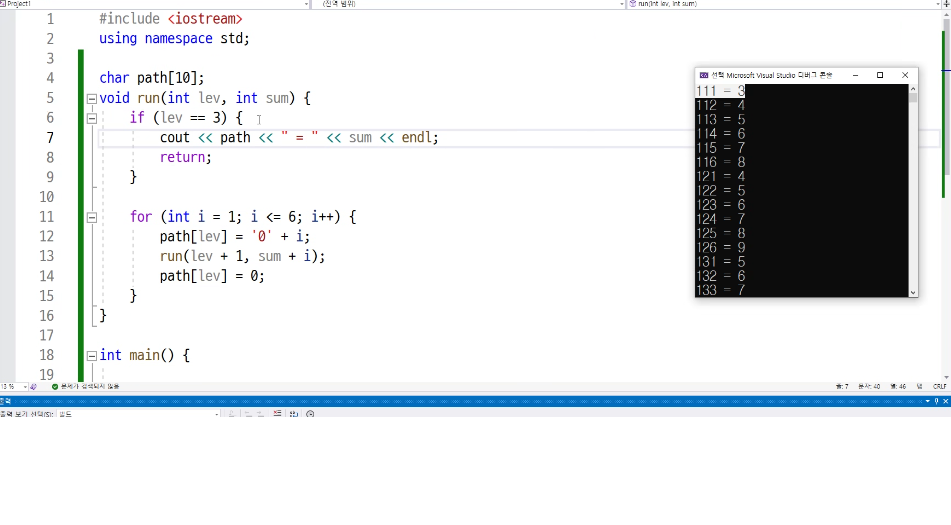 Project1 (전역 범위) run(int lev, int sum)
1 #include <iostream>
2 using namespace std;
3
4 char path[10];
5 void run(int lev, int sum) {
6 if (lev == 3) {
7 cout << path << " = " << sum << endl;
8 return;
9 }
10
11 for (int i = 1; i <= 6; i++) {
12 path[lev] = '0' + i;
13 run(lev + 1, sum + i);
14 path[lev] = 0;
15 }
16 }
17
18 int main() {
19
선택 Microsoft Visual Studio 디버그 콘솔
111 = 3
112 = 4
113 = 5
114 = 6
115 = 7
116 = 8
121 = 4
122 = 5
123 = 6
124 = 7
125 = 8
126 = 9
131 = 5
132 = 6
133 = 7
13 % 문제가 검색되지 않음 줄: 7 문자: 40 열: 46 탭 CRLF
출력
출력 보기 선택(S): 빌드